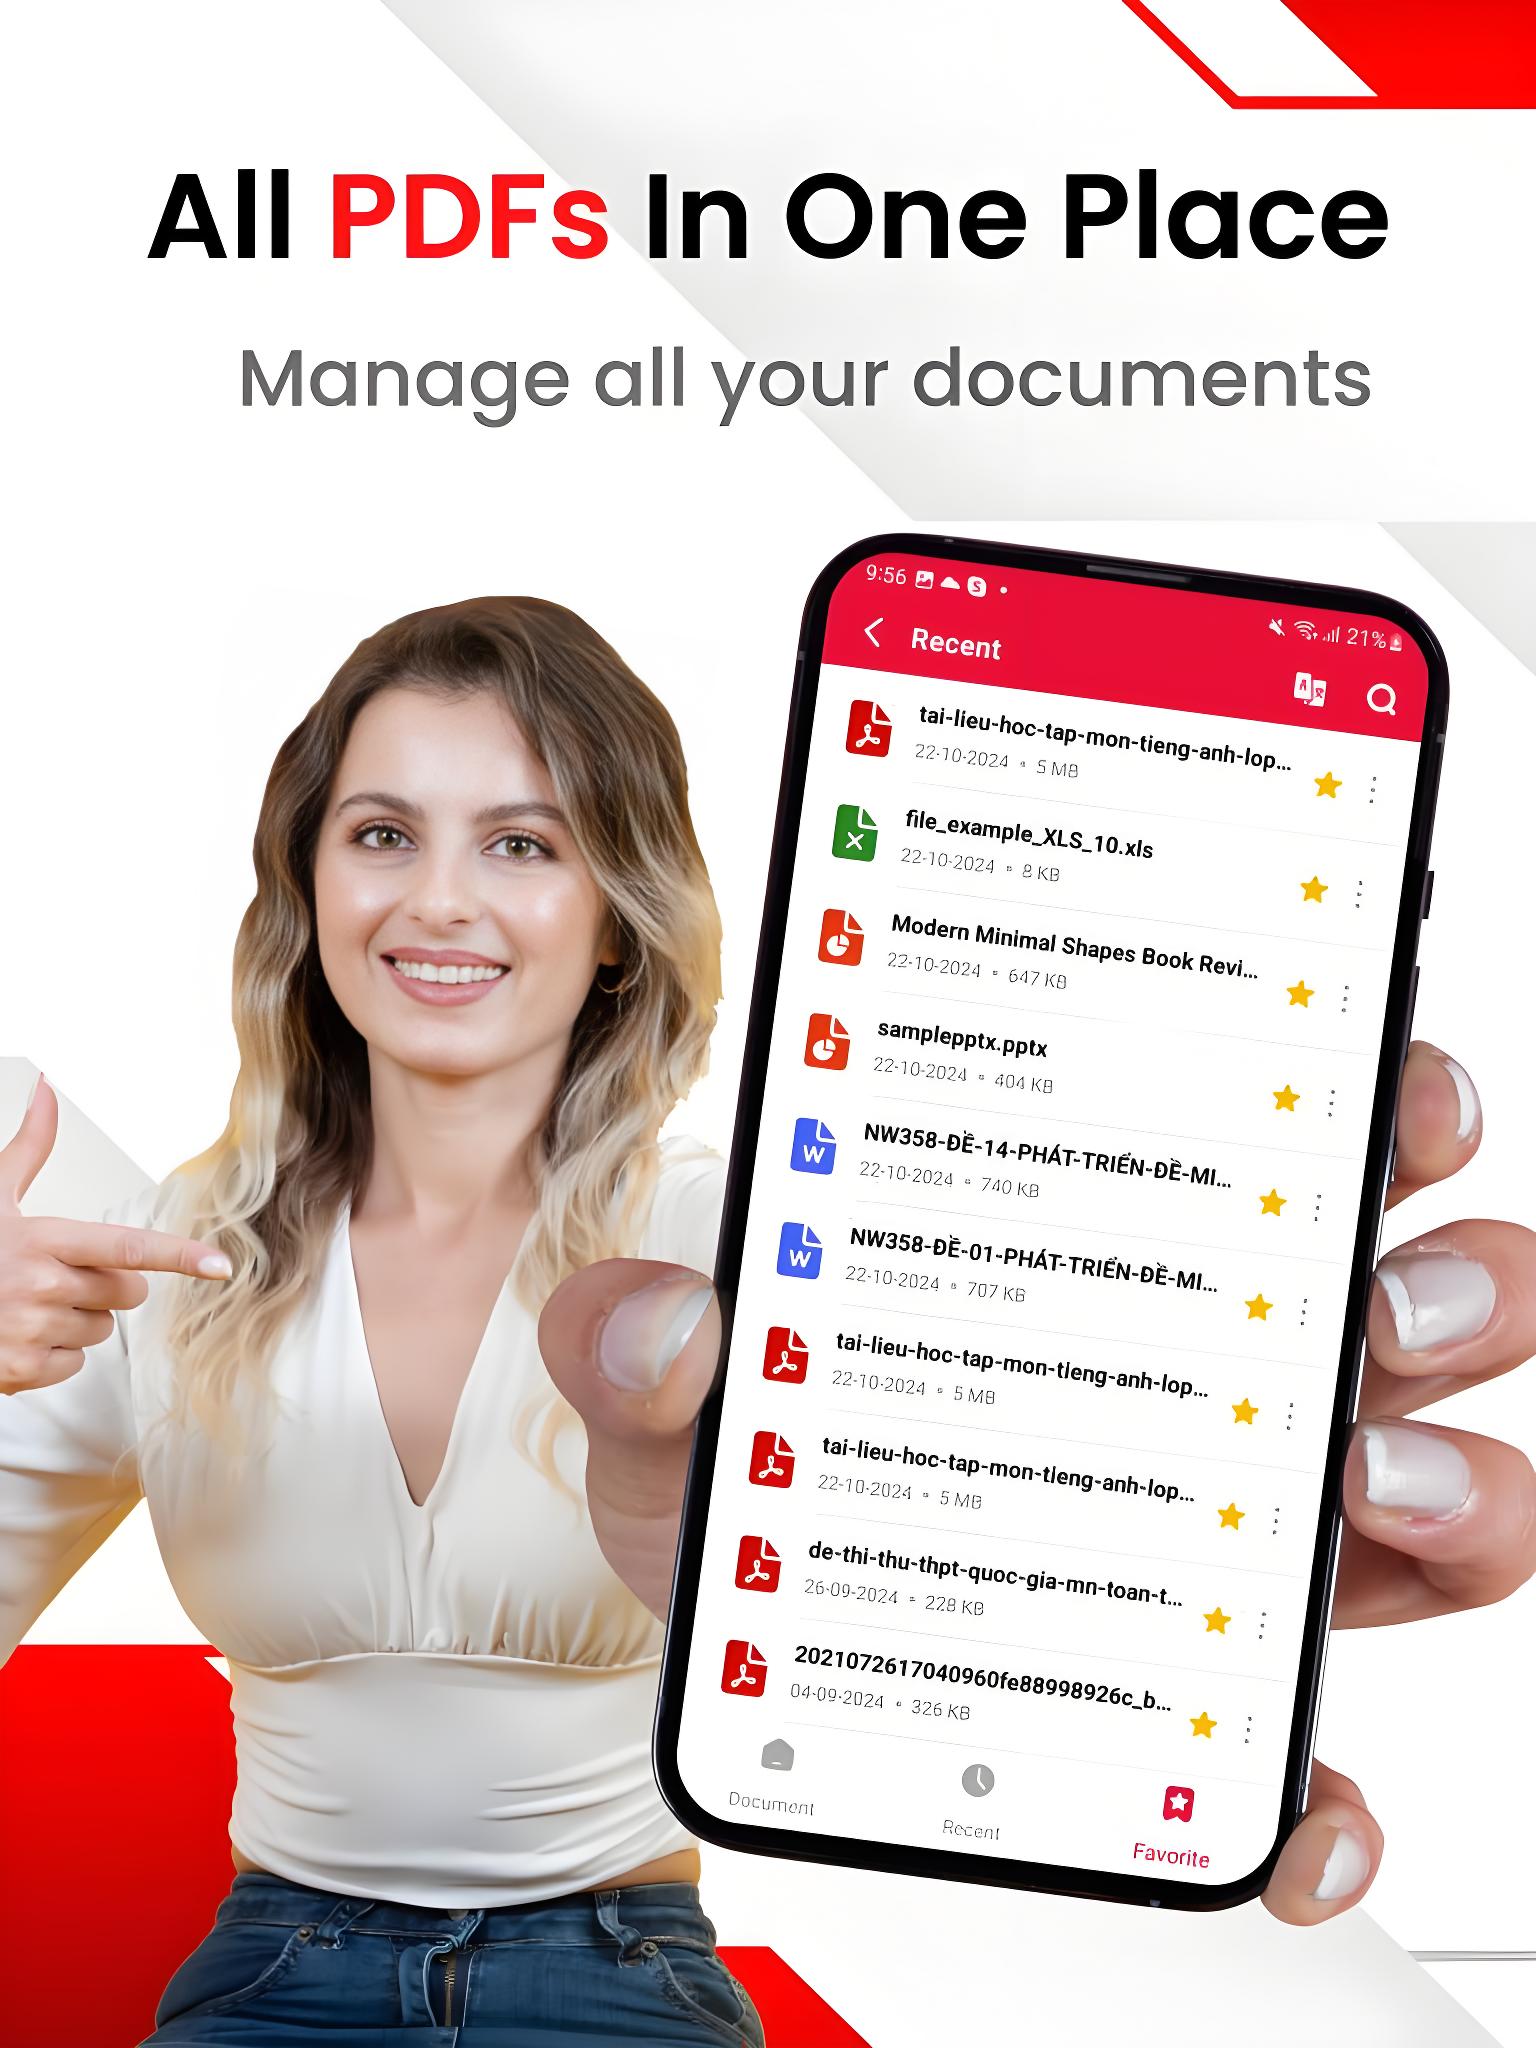 All PDFs In One Place
Manage all your documents
9:56
21%
Recent
tai-lieu-hoc-tap-mon-tieng-anh-lop...
22-10-2024 • 5 MB
file_example_XLS_10.xls
22-10-2024 • 8 KB
Modern Minimal Shapes Book Revi...
22-10-2024 • 647 KB
samplepptx.pptx
22-10-2024 • 404 KB
NW358-ĐỀ-14-PHÁT-TRIỂN-ĐỀ-MI...
22-10-2024 • 740 KB
NW358-ĐỀ-01-PHÁT-TRIỂN-ĐỀ-MI...
22-10-2024 • 707 KB
tai-lieu-hoc-tap-mon-tieng-anh-lop...
22-10-2024 • 5 MB
tai-lieu-hoc-tap-mon-tieng-anh-lop...
22-10-2024 • 5 MB
de-thi-thu-thpt-quoc-gia-mn-toan-t...
26-09-2024 • 228 KB
2021072617040960fe88998926c_b...
04-09-2024 • 326 KB
Document
Recent
Favorite